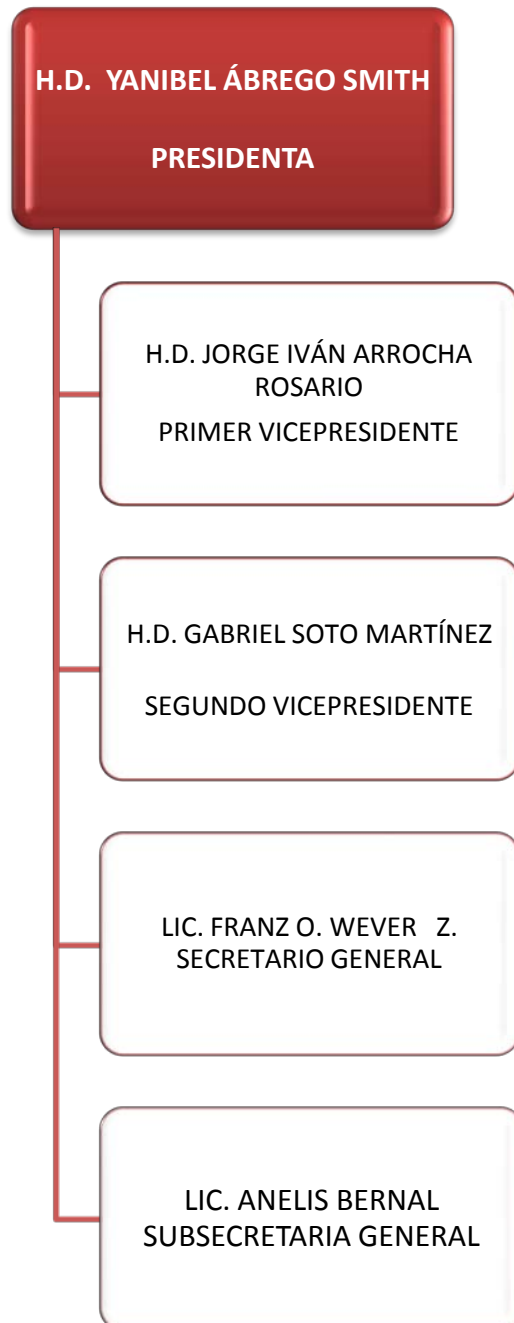 H.D. YANIBEL ÁBREGO SMITH
PRESIDENTA
H.D. JORGE IVÁN ARROCHA
ROSARIO
PRIMER VICEPRESIDENTE
H.D. GABRIEL SOTO MARTÍNEZ
SEGUNDO VICEPRESIDENTE
LIC. FRANZ O. WEVER Z.
SECRETARIO GENERAL
LIC. ANELIS BERNAL
SUBSECRETARIA GENERAL